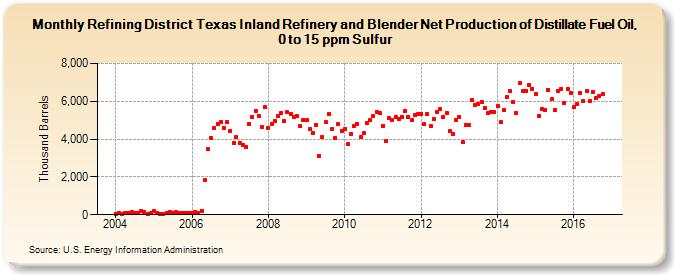 Monthly Refining District Texas Inland Refinery and Blender Net Production of Distillate Fuel Oil,
0 to 15 ppm Sulfur
Thousand Barrels
8,000
6,000
4,000
2,000
0
2004 2006 2008 2010 2012 2014 2016
Source: U.S. Energy Information Administration